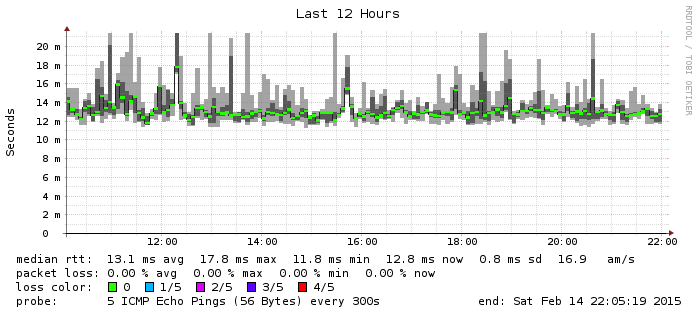 Last 12 Hours
RRDTOOL / TOBI OETIKER
Seconds
20 m
18 m
16 m
14 m
12 m
10 m
8 m
6 m
4 m
2 m
0
12:00 14:00 16:00 18:00 20:00 22:00
median rtt: 13.1 ms avg 17.8 ms max 11.8 ms min 12.8 ms now 0.8 ms sd 16.9 am/s
packet loss: 0.00 % avg 0.00 % max 0.00 % min 0.00 % now
loss color: 0 1/5 2/5 3/5 4/5
probe: 5 ICMP Echo Pings (56 Bytes) every 300s end: Sat Feb 14 22:05:19 2015